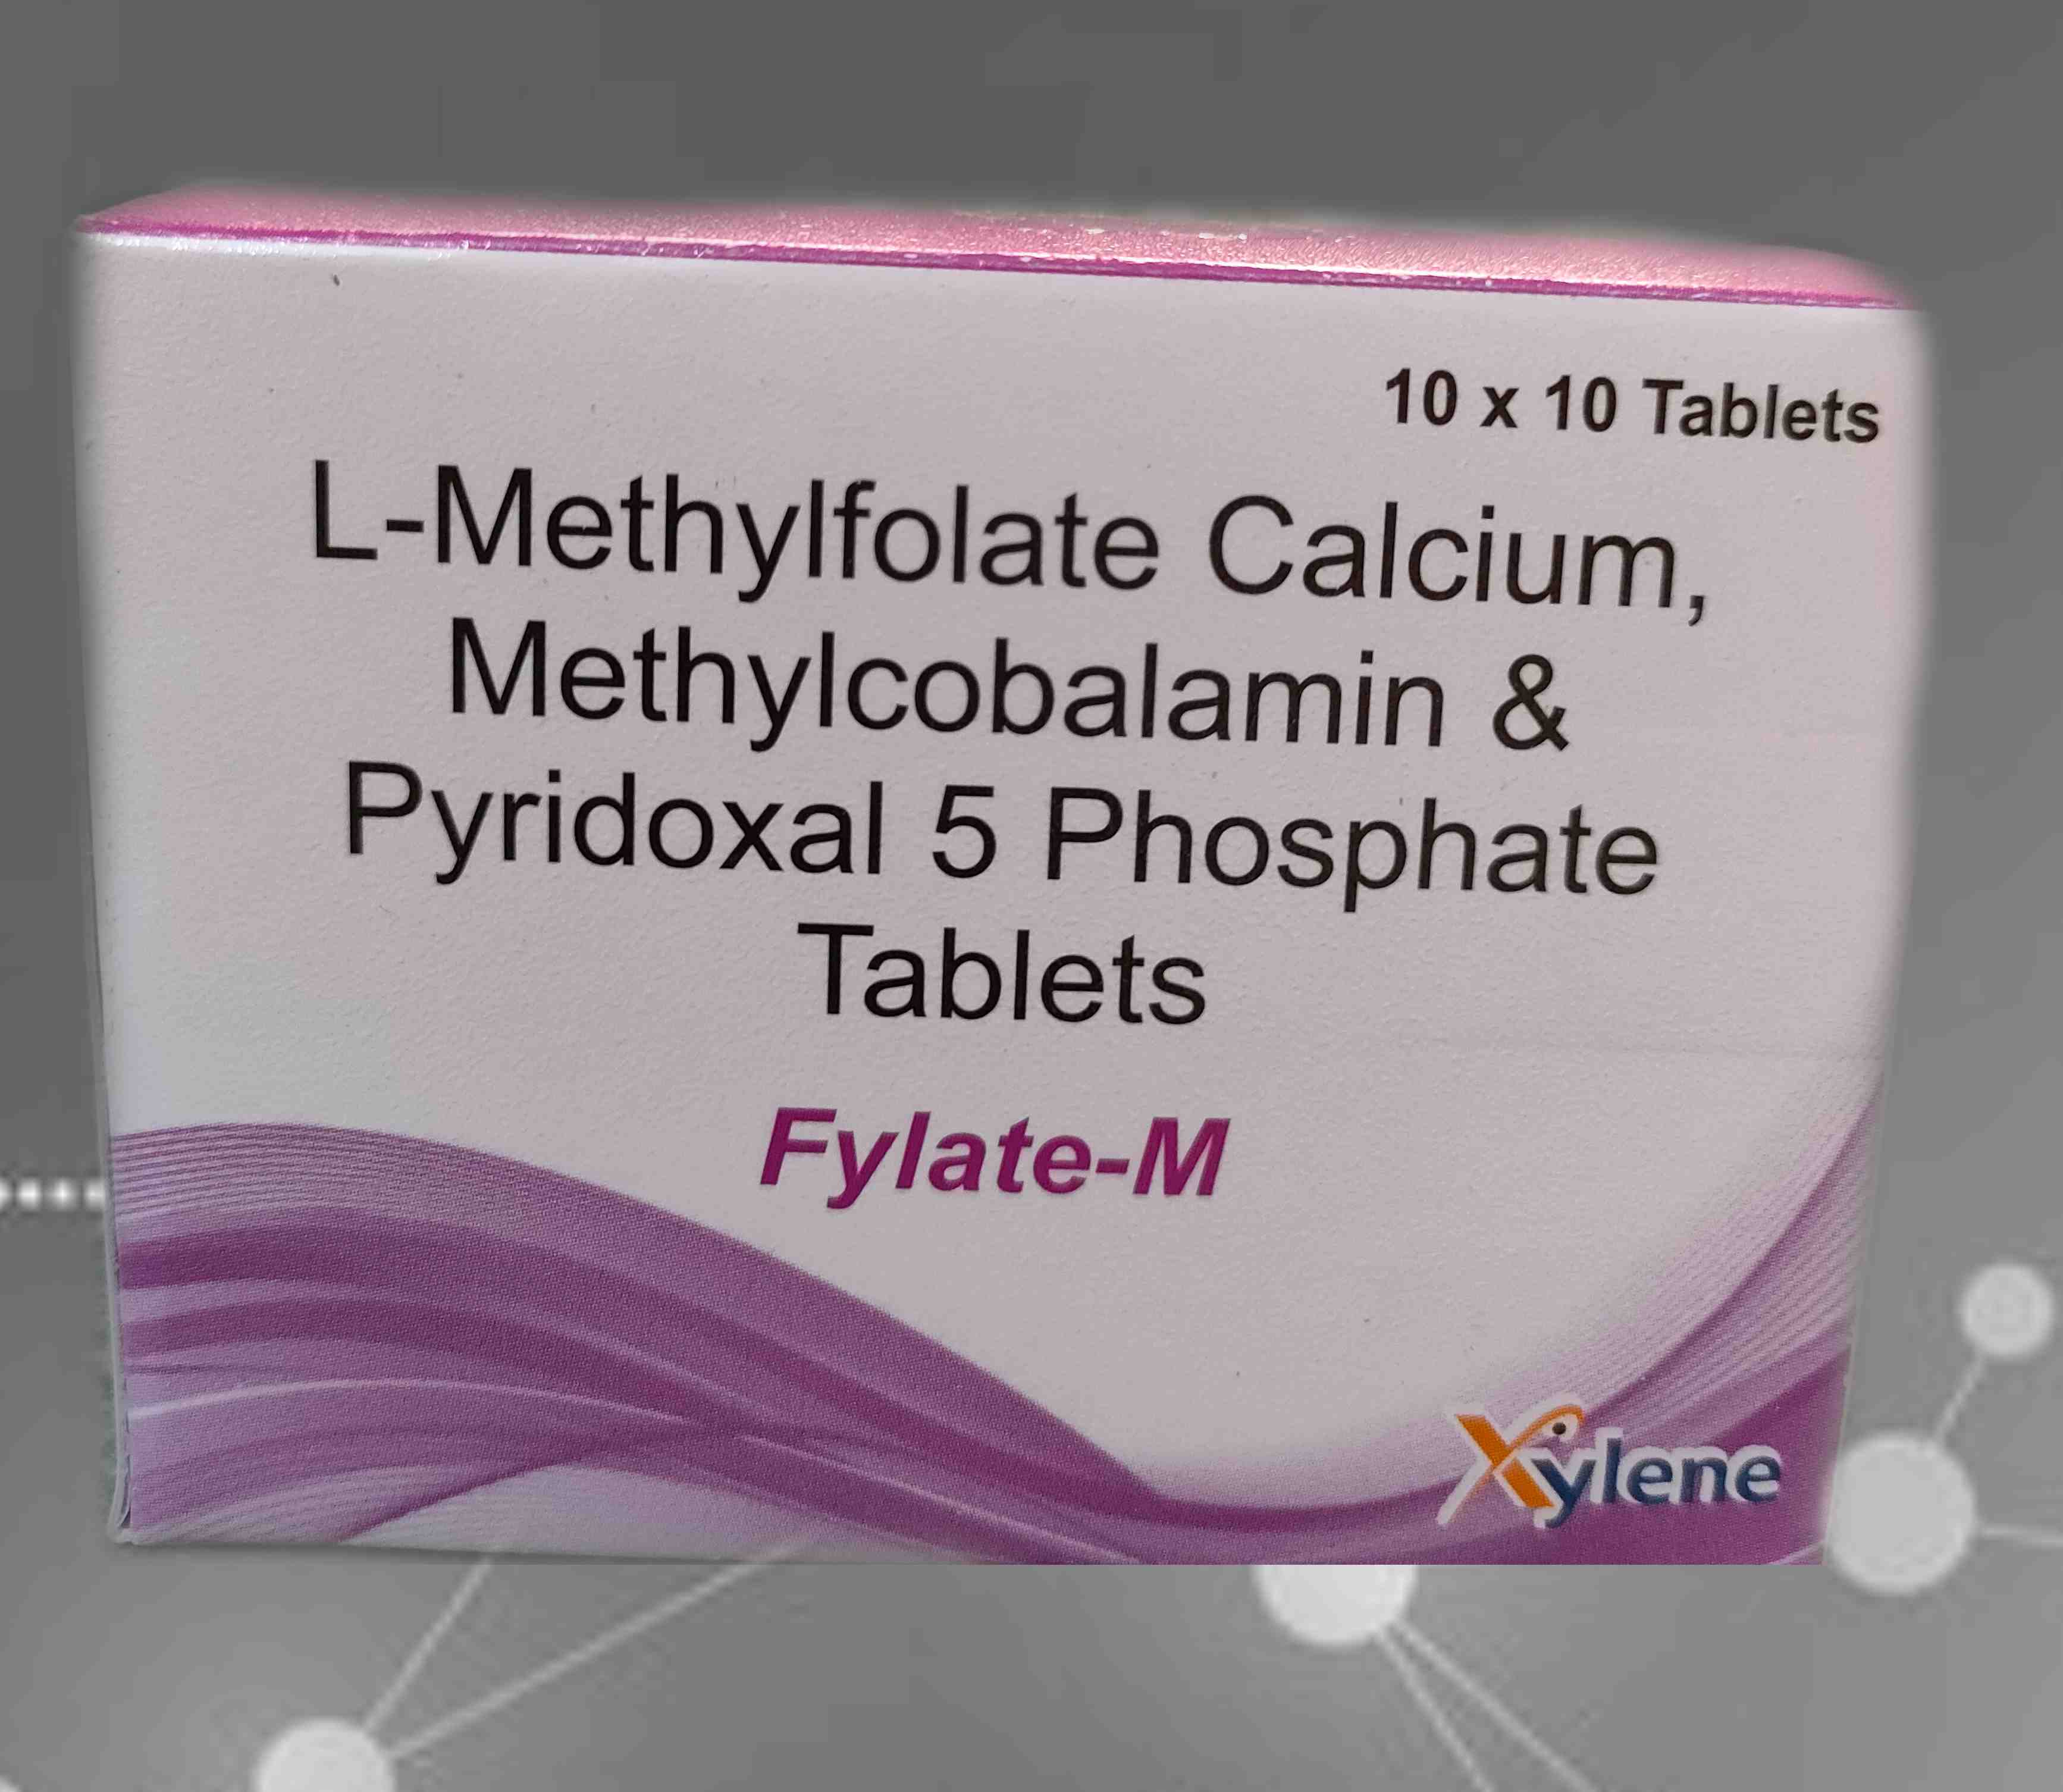 10 x 10 Tablets
L-Methylfolate Calcium,
Methylcobalamin &
Pyridoxal 5 Phosphate
Tablets
Fylate-M
Xylene